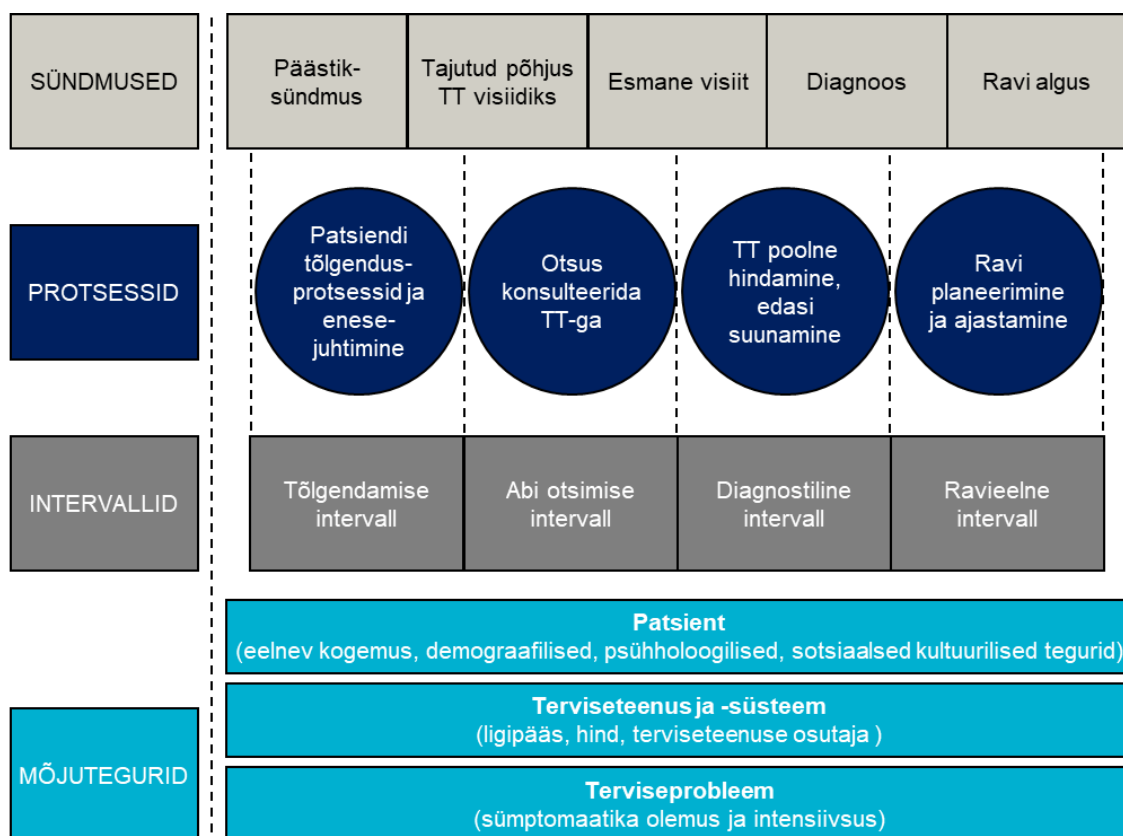 SÜNDMUSED
Päästik-
sündmus
Tajutud põhjus
TT visiidiks
Esmane visiit
Diagnoos
Ravi algus
PROTSESSID
Patsiendi
tõlgendus-
protsessid ja
enese-
juhtimine
Otsus
konsulteerida
TT-ga
TT poolne
hindamine,
edasi
suunamine
Ravi
planeerimine
ja ajastamine
INTERVALLID
Tõlgendamise
intervall
Abi otsimise
intervall
Diagnostiline
intervall
Ravieelne
intervall
MÕJUTEGURID
Patsient
(eelnev kogemus, demograafilised, psühholoogilised, sotsiaalsed kultuurilised tegurid)
Terviseteenus ja -süsteem
(ligipääs, hind, terviseteenuse osutaja )
Terviseprobleem
(sümptomaatika olemus ja intensiivsus)